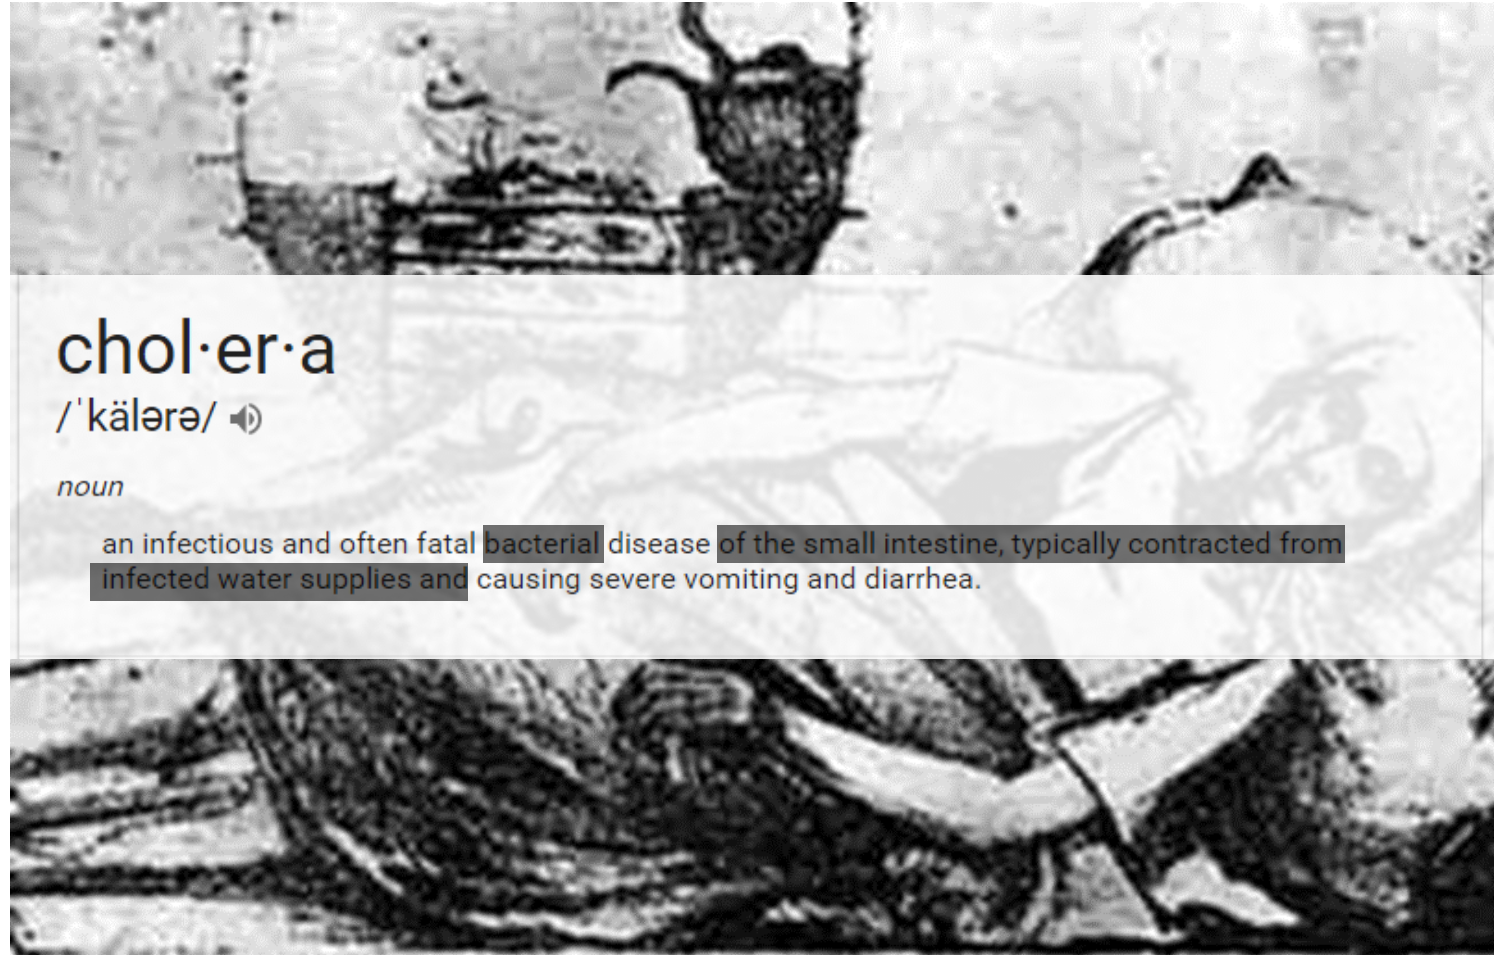 chol·er·a
/ˈkälərə/
noun
an infectious and often fatal bacterial disease of the small intestine, typically contracted from
infected water supplies and causing severe vomiting and diarrhea.